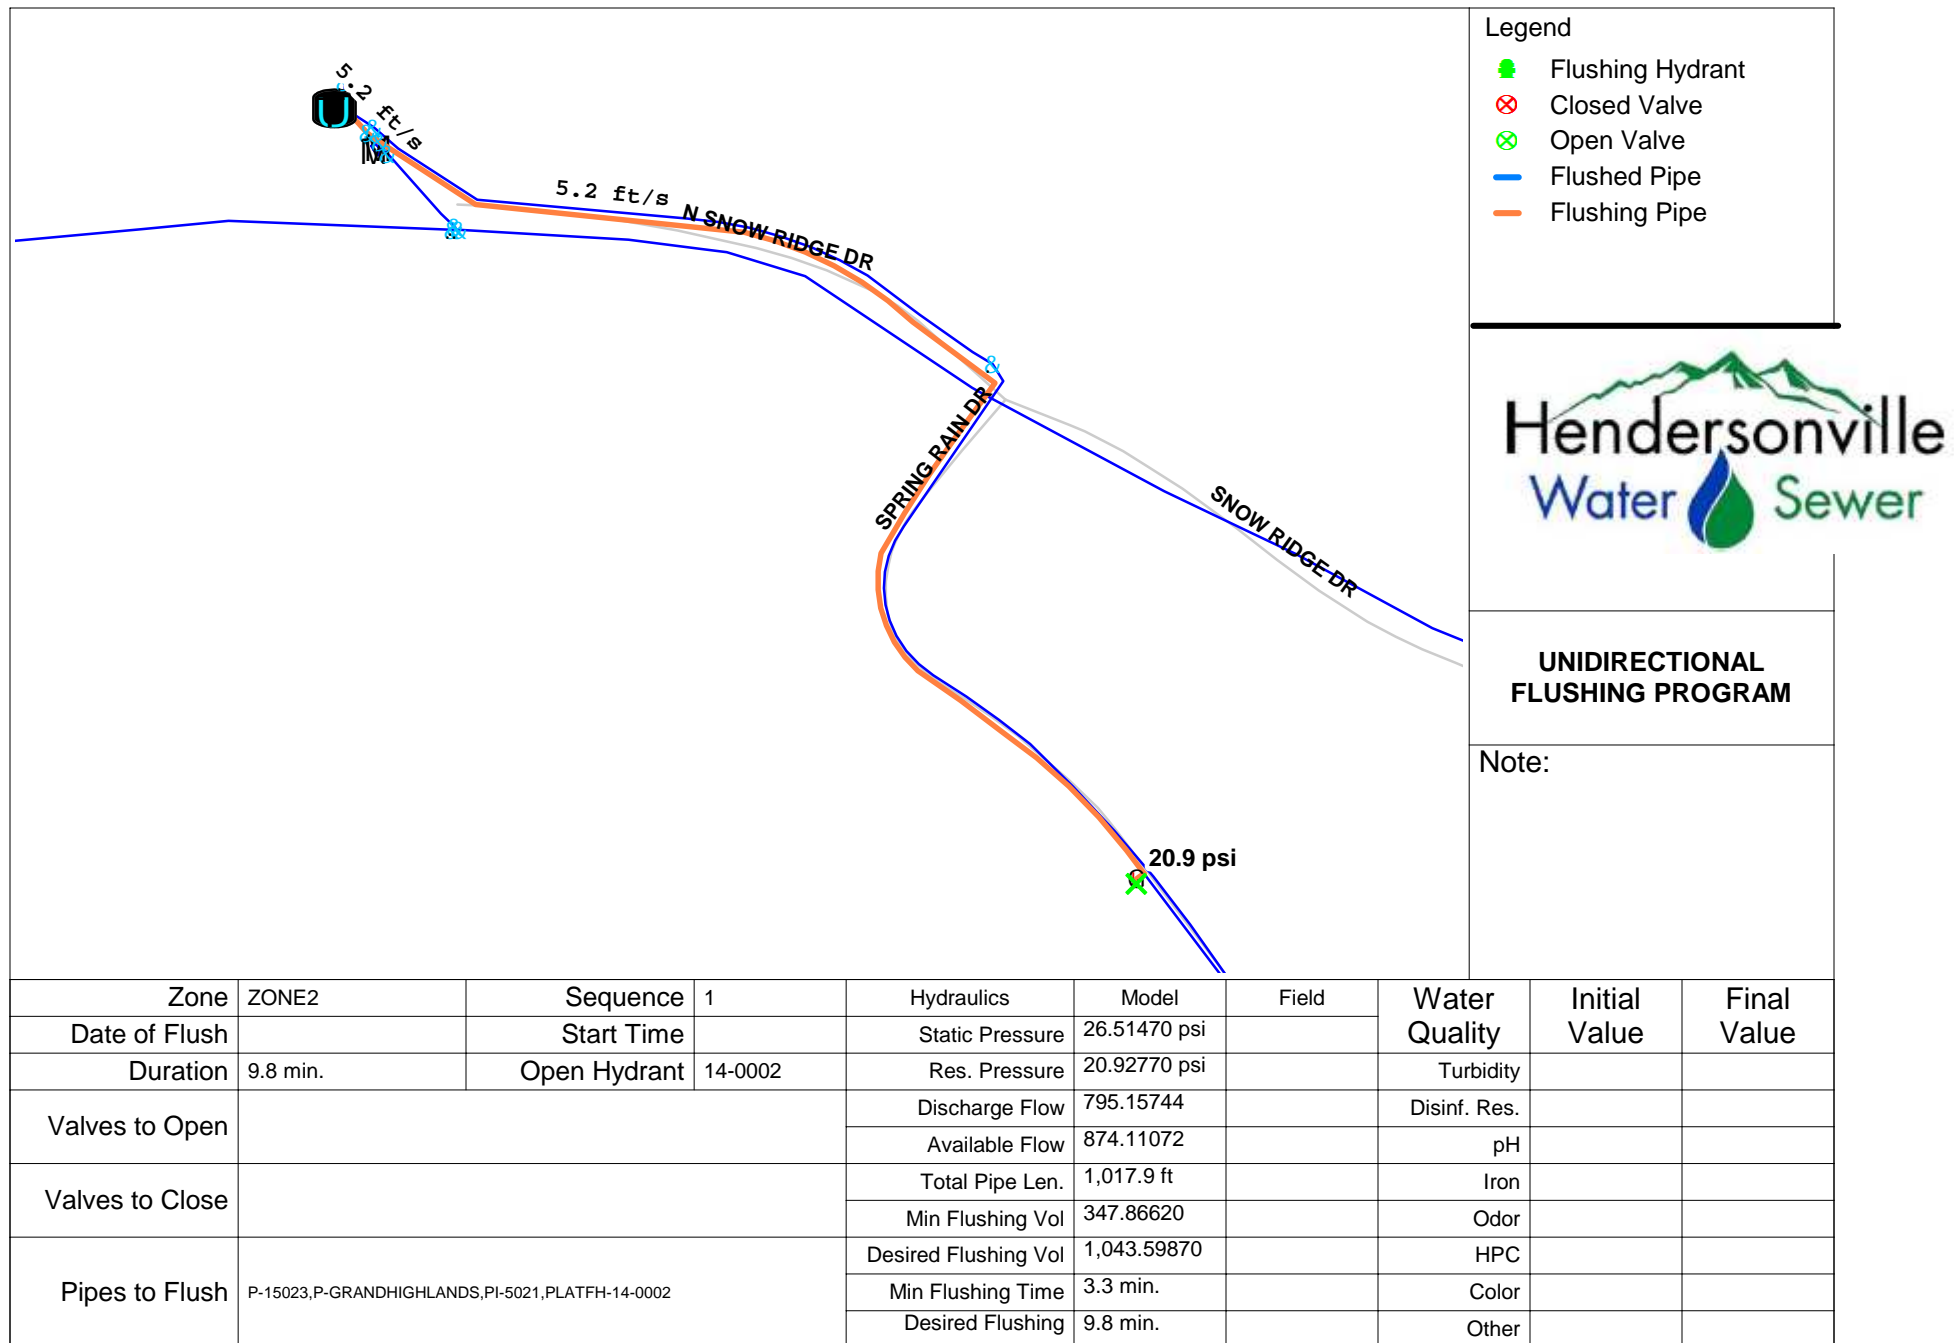 Legend
Flushing Hydrant
Closed Valve
Open Valve
Flushed Pipe
Flushing Pipe
5.2 ft/s
5.2 ft/s
N SNOW RIDGE DR
SPRING RAIN DR
SNOW RIDGE DR
20.9 psi
Hendersonville
Water Sewer
UNIDIRECTIONAL
FLUSHING PROGRAM
Note:
Zone ZONE2 Sequence 1 Hydraulics Model Field Water Quality Initial Value Final Value
Date of Flush Start Time Static Pressure 26.51470 psi
Duration 9.8 min. Open Hydrant 14-0002 Res. Pressure 20.92770 psi Turbidity
Valves to Open Discharge Flow 795.15744 Disinf. Res.
Available Flow 874.11072 pH
Valves to Close Total Pipe Len. 1,017.9 ft Iron
Min Flushing Vol 347.86620 Odor
Pipes to Flush P-15023,P-GRANDHIGHLANDS,PI-5021,PLATFH-14-0002 Desired Flushing Vol 1,043.59870 HPC
Min Flushing Time 3.3 min. Color
Desired Flushing 9.8 min. Other